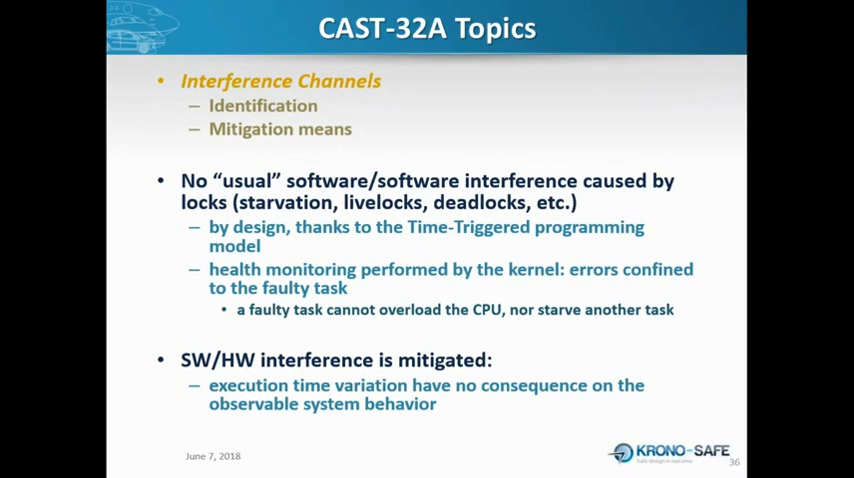 CAST-32A Topics
• Interference Channels
– Identification
– Mitigation means
• No “usual” software/software interference caused by
locks (starvation, livelocks, deadlocks, etc.)
– by design, thanks to the Time-Triggered programming
model
– health monitoring performed by the kernel: errors confined
to the faulty task
• a faulty task cannot overload the CPU, nor starve another task
• SW/HW interference is mitigated:
– execution time variation have no consequence on the
observable system behavior
June 7, 2018
KRONO-SAFE
36